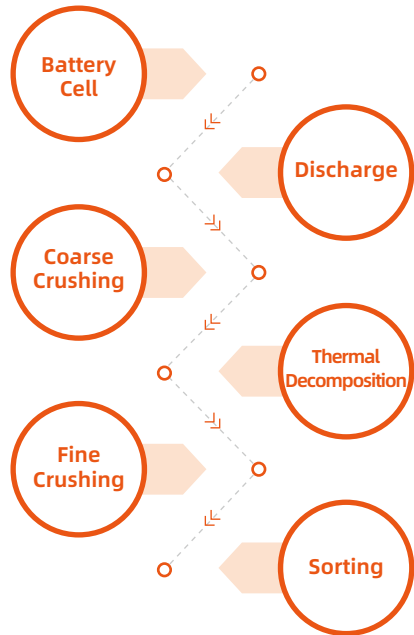 Battery
Cell
Discharge
Coarse
Crushing
Thermal
Decomposition
Fine
Crushing
Sorting